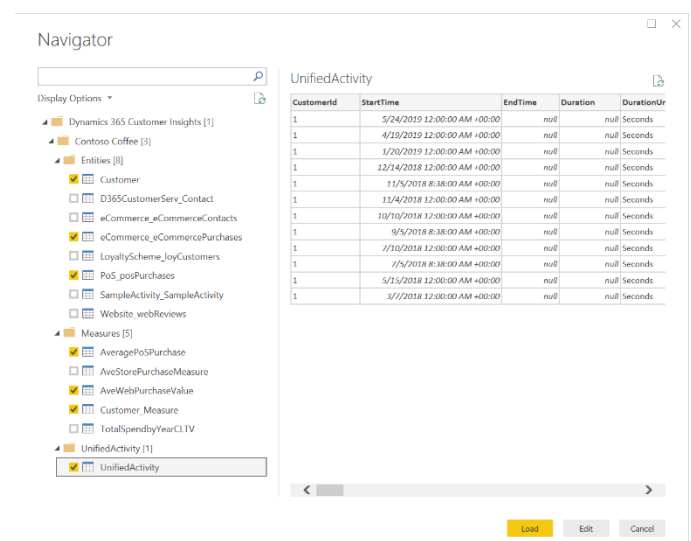 Navigator
Display Options
Dynamics 365 Customer Insights [1]
Contoso Coffee [3]
Entities [8]
Customer
D365CustomerServ_Contact
eCommerce_eCommerceContacts
eCommerce_eCommercePurchases
LoyaltyScheme_loyCustomers
PoS_posPurchases
SampleActivity_SampleActivity
Website_webReviews
Measures [5]
AveragePoSPurchase
AveStorePurchaseMeasure
AveWebPurchaseValue
Customer_Measure
TotalSpendbyYearCLTV
UnifiedActivity [1]
UnifiedActivity
UnifiedActivity
CustomerId StartTime EndTime Duration DurationUr
1 5/24/2019 12:00:00 AM +00:00 null null Seconds
1 4/19/2019 12:00:00 AM +00:00 null null Seconds
1 1/20/2019 12:00:00 AM +00:00 null null Seconds
1 12/14/2018 12:00:00 AM +00:00 null null Seconds
1 11/5/2018 8:38:00 AM +00:00 null null Seconds
1 11/4/2018 12:00:00 AM +00:00 null null Seconds
1 10/10/2018 12:00:00 AM +00:00 null null Seconds
1 9/5/2018 8:38:00 AM +00:00 null null Seconds
1 7/10/2018 12:00:00 AM +00:00 null null Seconds
1 7/5/2018 8:38:00 AM +00:00 null null Seconds
1 5/15/2018 12:00:00 AM +00:00 null null Seconds
1 3/7/2018 12:00:00 AM +00:00 null null Seconds
Load Edit Cancel